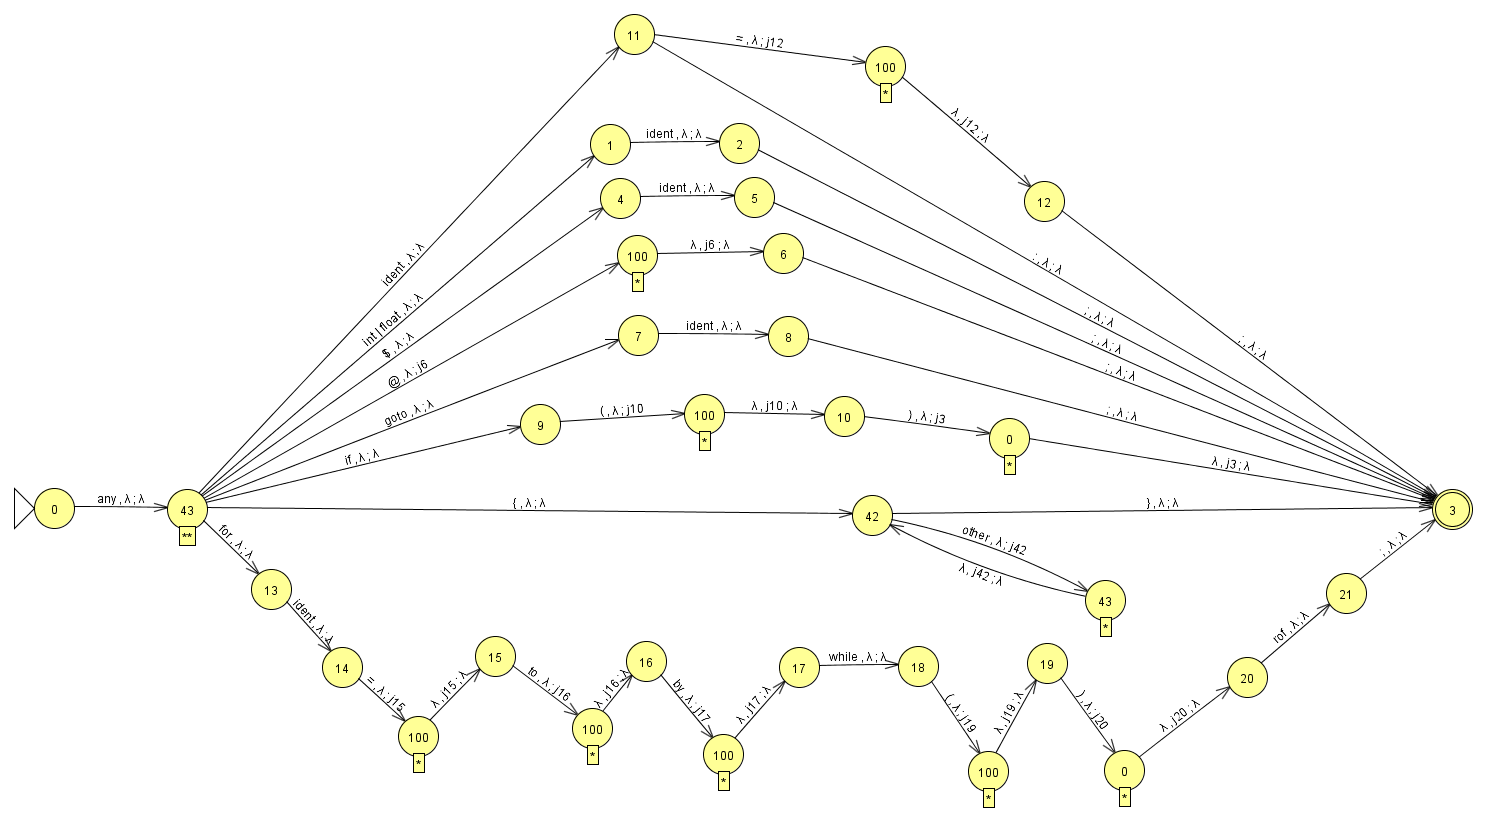 11
= , λ ; j12
100
*
λ , j12 ; λ
1
ident , λ ; λ
2
4
ident , λ ; λ
5
12
100
*
λ , j6 ; λ
6
ident , λ ; λ
int | float , λ ; λ
$ , λ ; λ
@ , λ ; j6
goto , λ ; λ
if , λ ; λ
; , λ ; λ
; , λ ; λ
; , λ ; λ
; , λ ; λ
; , λ ; λ
; , λ ; λ
7
ident , λ ; λ
8
9
( , λ ; j10
100
*
λ , j10 ; λ
10
) , λ ; j3
0
*
λ , j3 ; λ
0
any , λ ; λ
43
**
{ , λ ; λ
42
} , λ ; λ
3
other , λ ; j42
λ , j42 ; λ
43
*
for , λ ; λ
13
ident , λ ; λ
14
= , λ ; j15
100
*
λ , j15 ; λ
15
to , λ ; j16
100
*
λ , j16 ; λ
16
by , λ ; j17
100
*
λ , j17 ; λ
17
while , λ ; λ
18
( , λ ; j19
100
*
λ , j19 ; λ
19
) , λ ; j20
0
*
λ , j20 ; λ
20
rof , λ ; λ
21
; , λ ; λ